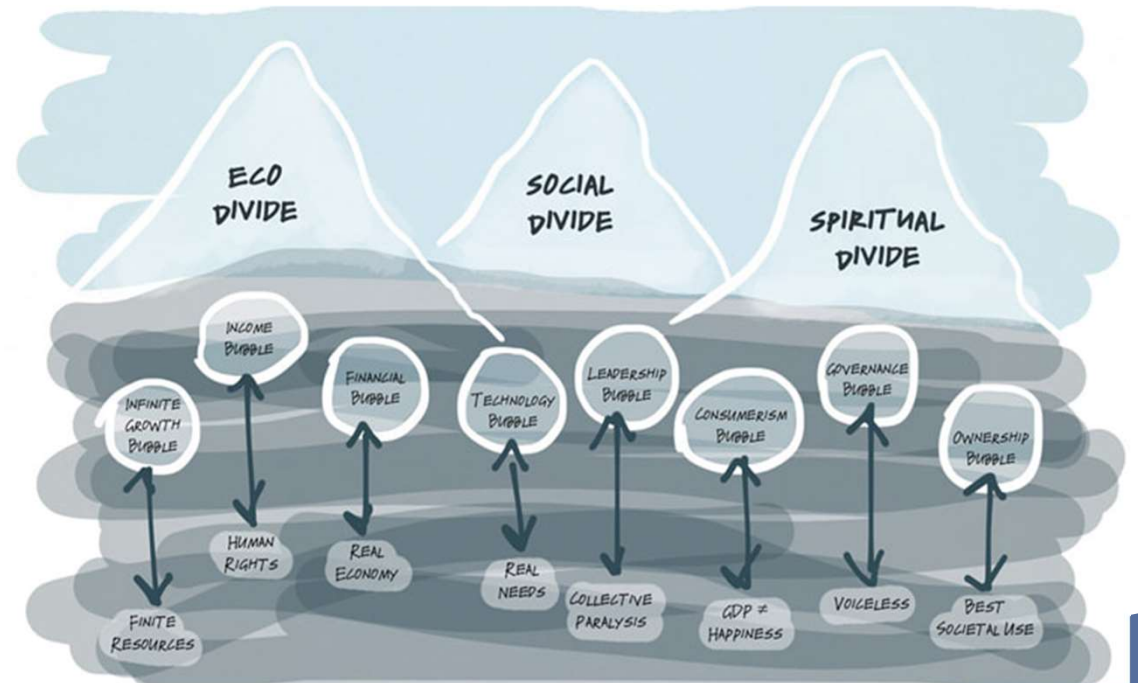 ECO
DIVIDE
SOCIAL
DIVIDE
SPIRITUAL
DIVIDE
INFINITE
GROWTH
BUBBLE
INCOME
BUBBLE
FINANCIAL
BUBBLE
TECHNOLOGY
BUBBLE
LEADERSHIP
BUBBLE
CONSUMERISM
BUBBLE
GOVERNANCE
BUBBLE
OWNERSHIP
BUBBLE
FINITE
RESOURCES
HUMAN
RIGHTS
REAL
ECONOMY
REAL
NEEDS
COLLECTIVE
PARALYSIS
GDP ≠
HAPPINESS
VOICELESS
BEST
SOCIETAL USE